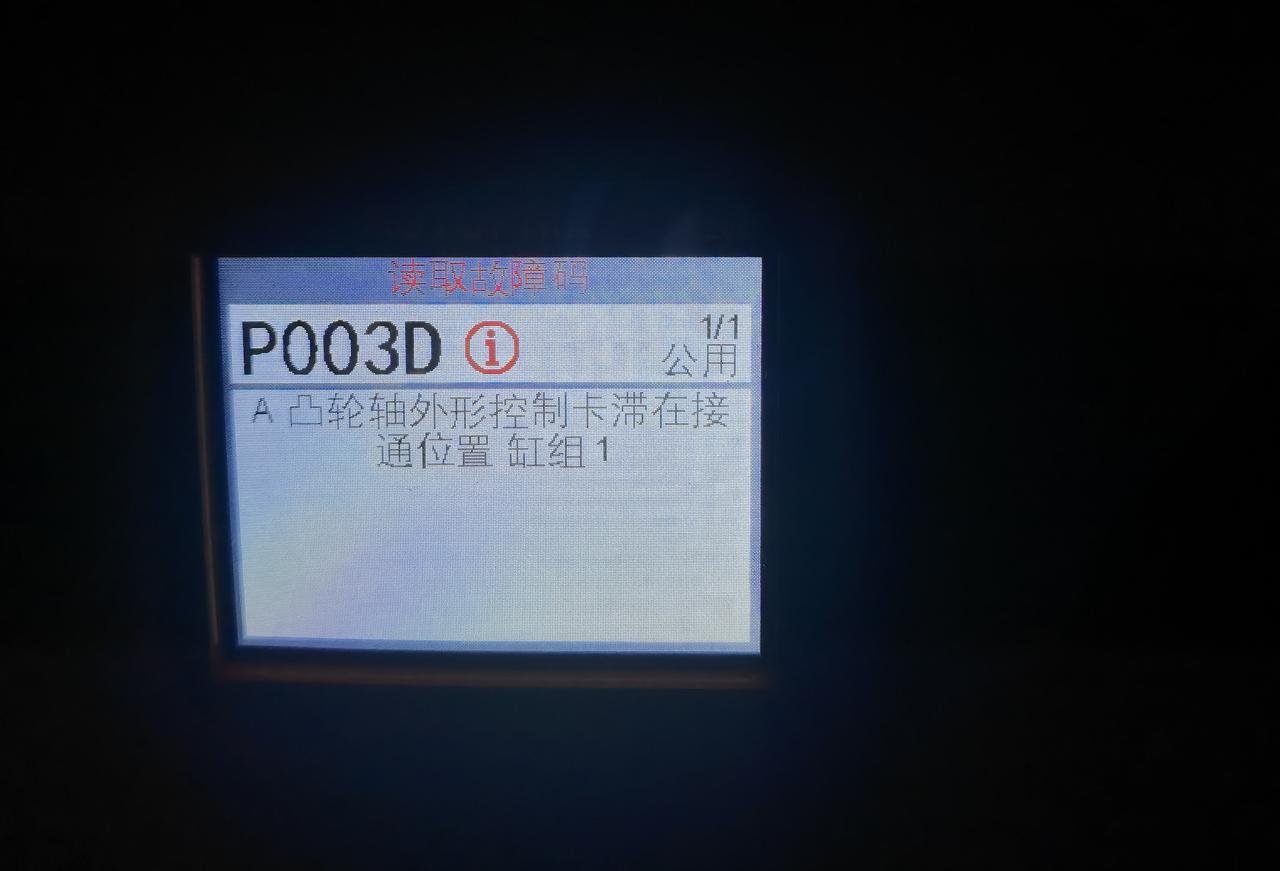 读取故障码
P003D i 1/1
公用
A 凸轮轴外形控制卡滞在接
通位置 缸组 1